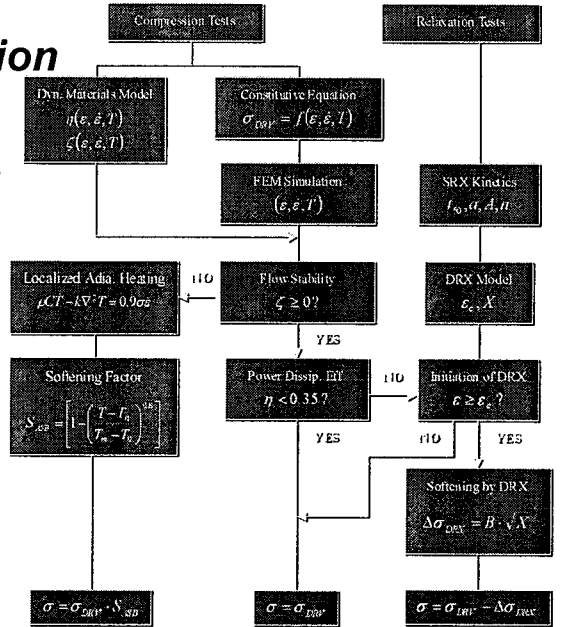 Compression Tests
Relaxation Tests
ion
Dyn. Materials Model
η(ε, ε̇, T)
ζ(ε, ε̇, T)
Constitutive Equation
σ_DRV = f(ε, ε̇, T)
FEM Simulation
(ε, ε̇, T)
SRX Kinetics
t₅₀, a, A, n
Localized Adia. Heating
ρCṪ − k∇²T = 0.9σε̇
NO
Flow Stability
ζ ≥ 0?
DRX Model
ε_c, X
YES
Softening Factor
Power Dissip. Eff
η < 0.35?
NO
Initiation of DRX
ε ≥ ε_c?
YES
NO
YES
Softening by DRX
Δσ_DRX = B · √X
σ = σ_DRV · S_ASB
σ = σ_DRV
σ = σ_DRV − Δσ_DRX